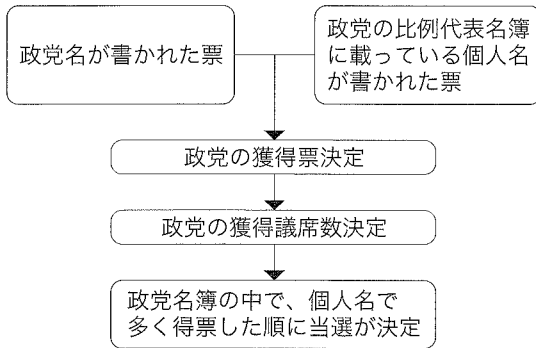 政党名が書かれた票
政党の比例代表名簿
に載っている個人名
が書かれた票
政党の獲得票決定
政党の獲得議席数決定
政党名簿の中で、個人名で
多く得票した順に当選が決定